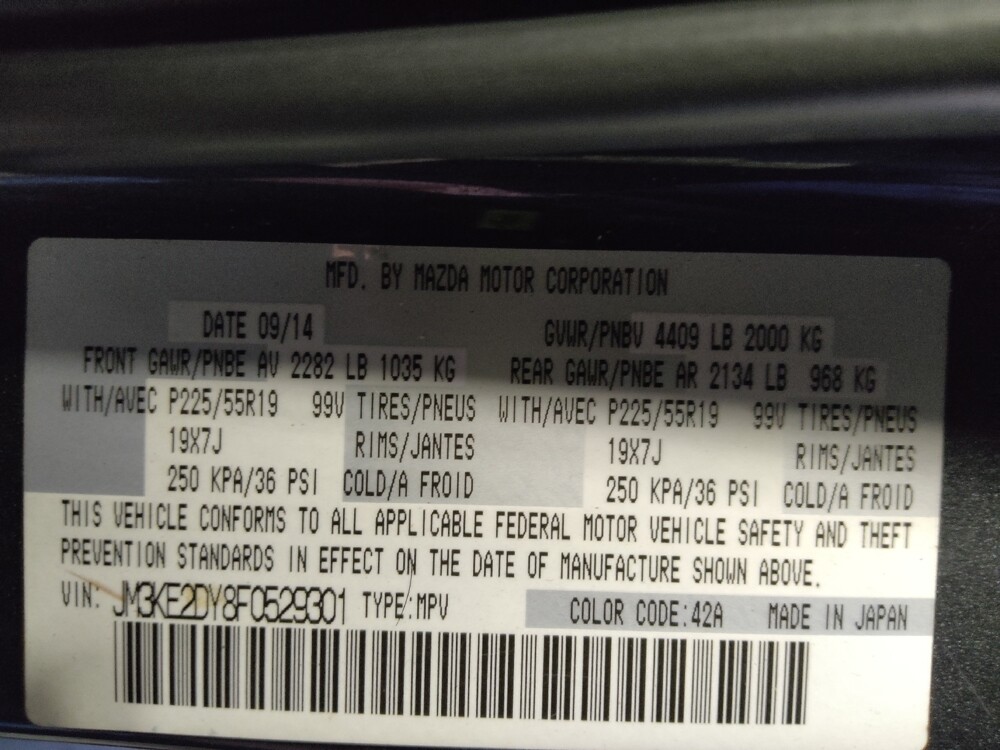 MFD. BY MAZDA MOTOR CORPORATION
DATE 09/14 GVWR/PNBV 4409 LB 2000 KG
FRONT GAWR/PNBE AV 2282 LB 1035 KG REAR GAWR/PNBE AR 2134 LB 968 KG
WITH/AVEC P225/55R19 99V TIRES/PNEUS WITH/AVEC P225/55R19 99V TIRES/PNEUS
19X7J RIMS/JANTES 19X7J RIMS/JANTES
250 KPA/36 PSI COLD/A FROID 250 KPA/36 PSI COLD/A FROID
THIS VEHICLE CONFORMS TO ALL APPLICABLE FEDERAL MOTOR VEHICLE SAFETY AND THEFT
PREVENTION STANDARDS IN EFFECT ON THE DATE OF MANUFACTURE SHOWN ABOVE.
VIN: JM3KE2DY8F0529301 TYPE:MPV COLOR CODE:42A MADE IN JAPAN